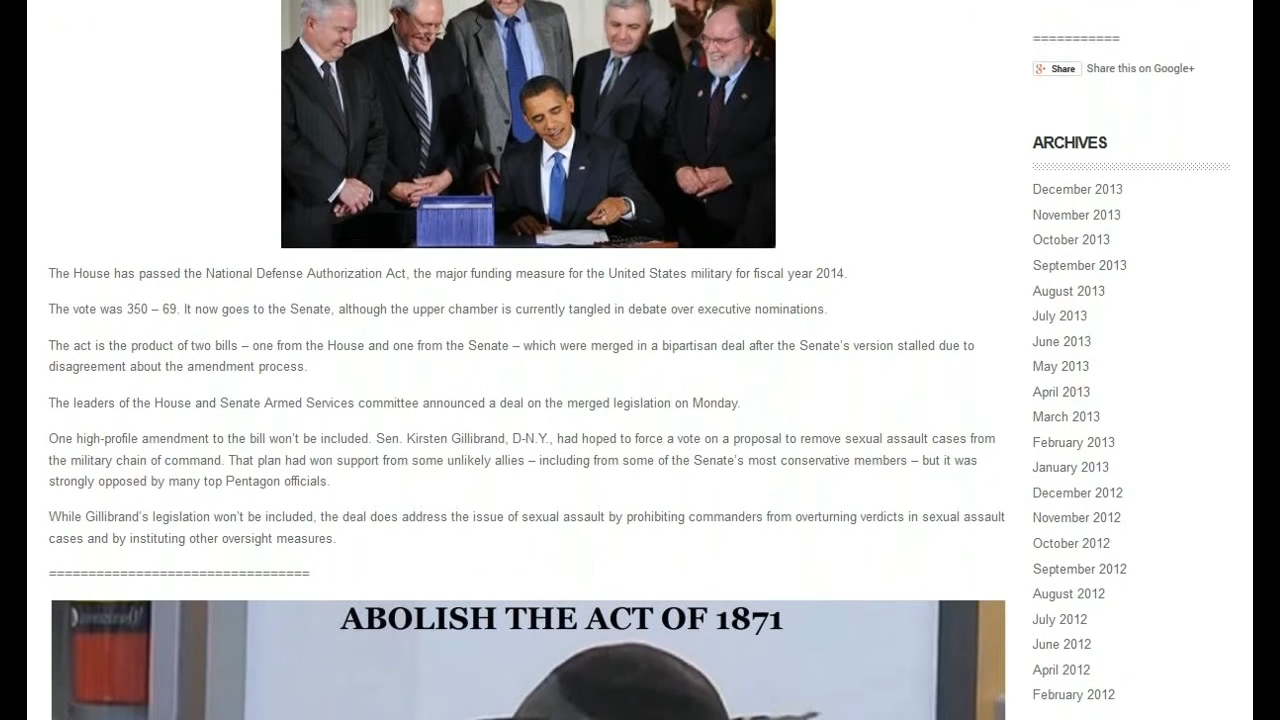 The House has passed the National Defense Authorization Act, the major funding measure for the United States military for fiscal year 2014.
The vote was 350 – 69. It now goes to the Senate, although the upper chamber is currently tangled in debate over executive nominations.
The act is the product of two bills – one from the House and one from the Senate – which were merged in a bipartisan deal after the Senate's version stalled due to
disagreement about the amendment process.
The leaders of the House and Senate Armed Services committee announced a deal on the merged legislation on Monday.
One high-profile amendment to the bill won't be included. Sen. Kirsten Gillibrand, D-N.Y., had hoped to force a vote on a proposal to remove sexual assault cases from
the military chain of command. That plan had won support from some unlikely allies – including from some of the Senate's most conservative members – but it was
strongly opposed by many top Pentagon officials.
While Gillibrand's legislation won't be included, the deal does address the issue of sexual assault by prohibiting commanders from overturning verdicts in sexual assault
cases and by instituting other oversight measures.
=================================
ABOLISH THE ACT OF 1871
===========
g+ Share Share this on Google+
ARCHIVES
December 2013
November 2013
October 2013
September 2013
August 2013
July 2013
June 2013
May 2013
April 2013
March 2013
February 2013
January 2013
December 2012
November 2012
October 2012
September 2012
August 2012
July 2012
June 2012
April 2012
February 2012